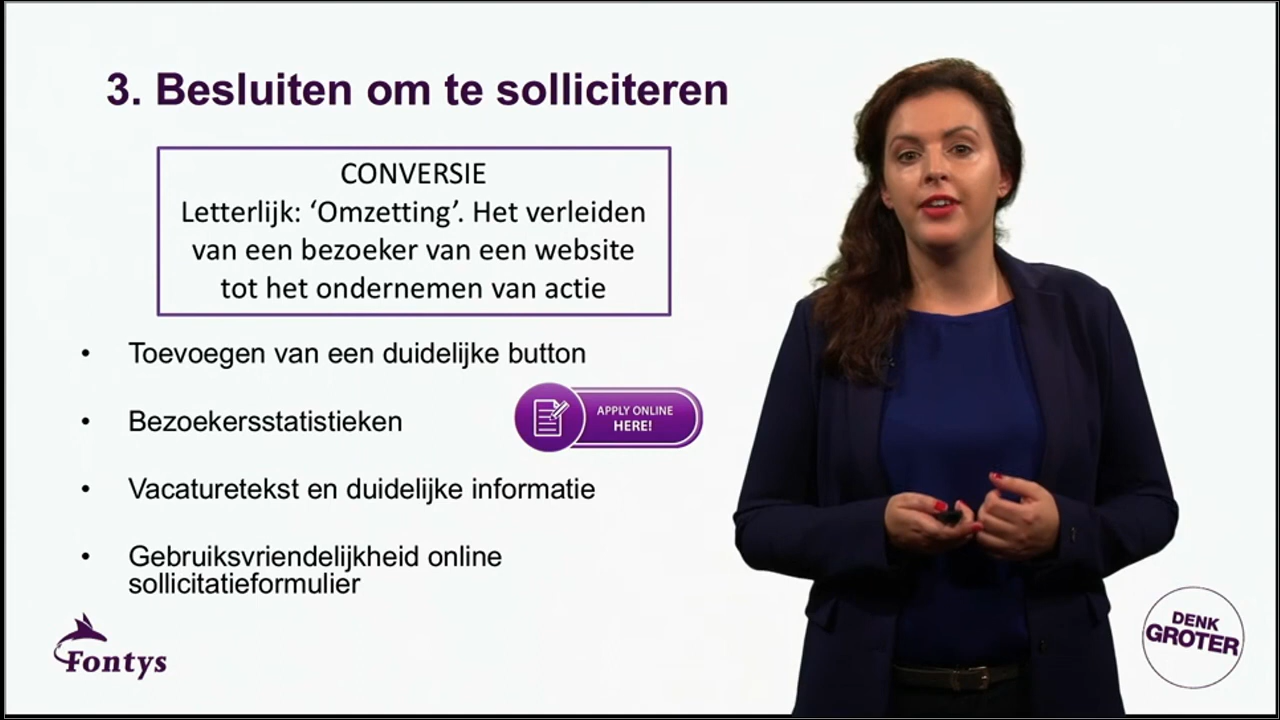 3. Besluiten om te solliciteren
CONVERSIE
Letterlijk: ‘Omzetting’. Het verleiden
van een bezoeker van een website
tot het ondernemen van actie
• Toevoegen van een duidelijke button
• Bezoekersstatistieken
APPLY ONLINE
HERE!
• Vacaturetekst en duidelijke informatie
• Gebruiksvriendelijkheid online
sollicitatieformulier
Fontys
DENK
GROTER